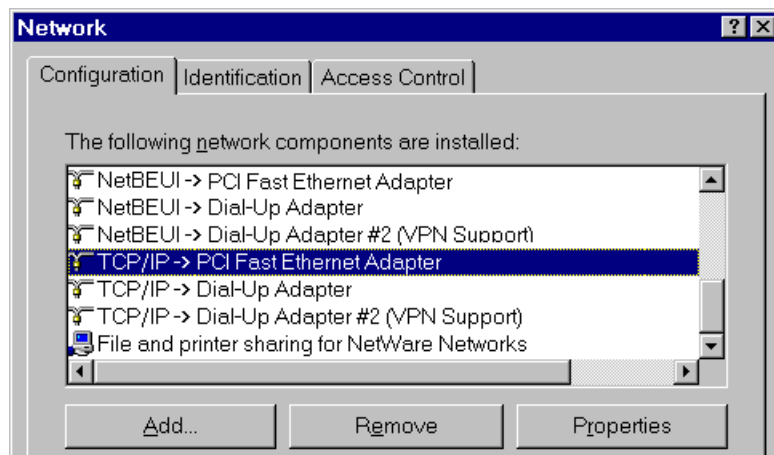 Network
Configuration Identification Access Control
The following network components are installed:
NetBEUI -> PCI Fast Ethernet Adapter
NetBEUI -> Dial-Up Adapter
NetBEUI -> Dial-Up Adapter #2 (VPN Support)
TCP/IP -> PCI Fast Ethernet Adapter
TCP/IP -> Dial-Up Adapter
TCP/IP -> Dial-Up Adapter #2 (VPN Support)
File and printer sharing for NetWare Networks
Add... Remove Properties